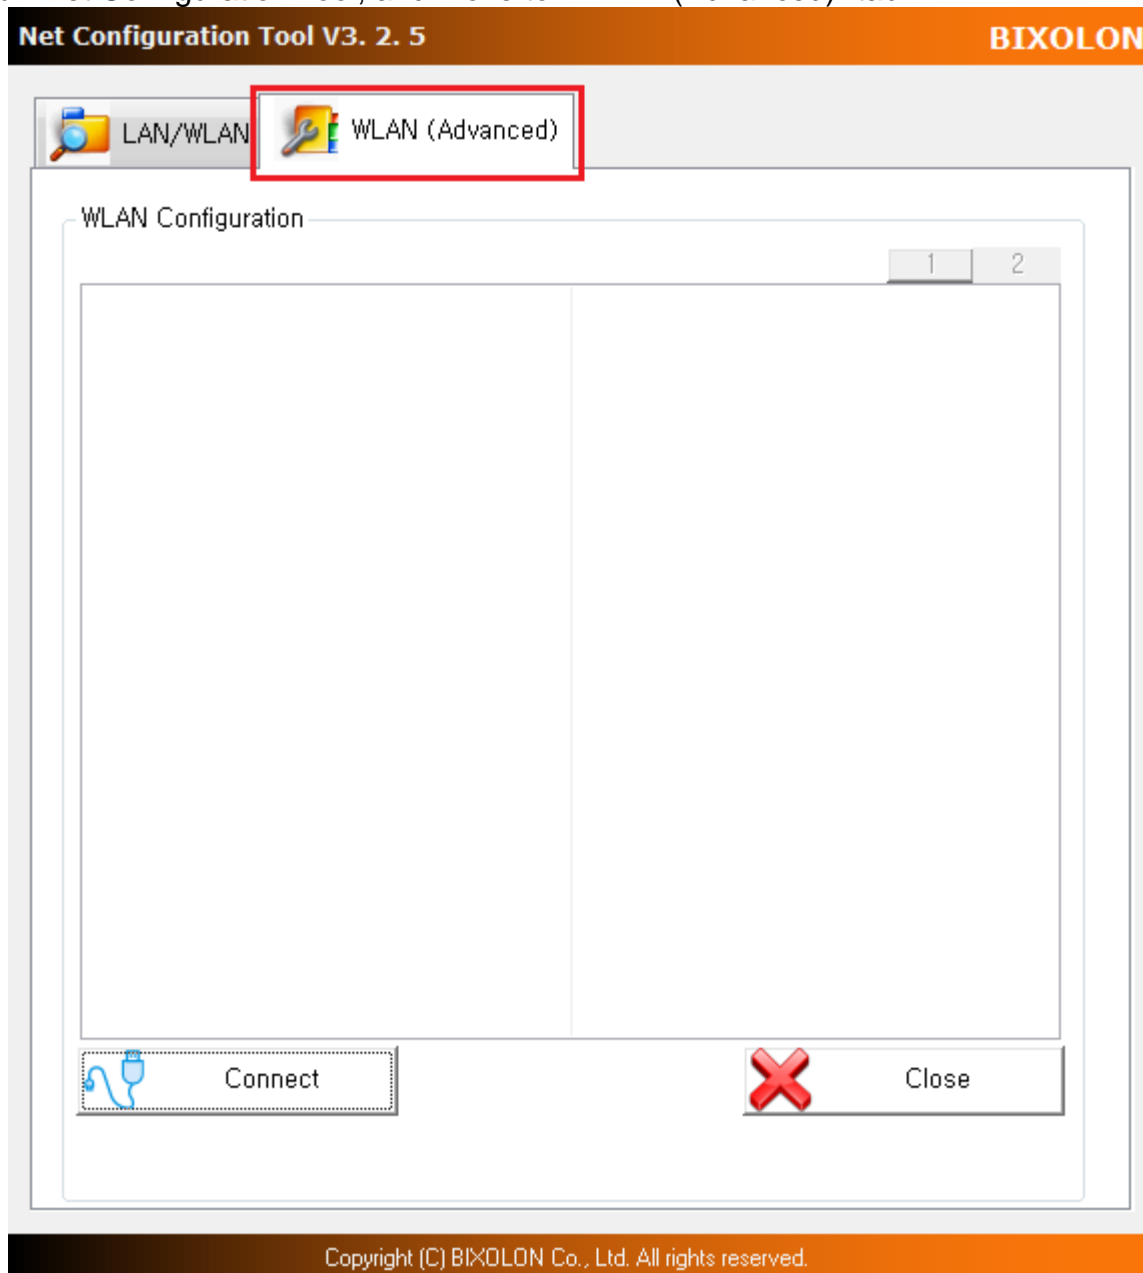 Net Configuration Tool V3. 2. 5
BIXOLON
LAN/WLAN
WLAN (Advanced)
WLAN Configuration
1 2
Connect
Close
Copyright (C) BIXOLON Co., Ltd. All rights reserved.